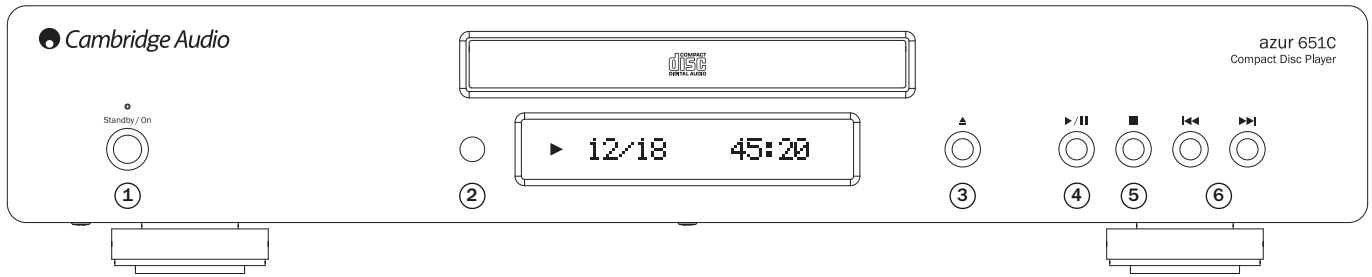 Cambridge Audio
COMPACT
disc
DIGITAL AUDIO
azur 651C
Compact Disc Player
Standby / On
12/18 45:20
1
2
3
4
5
6